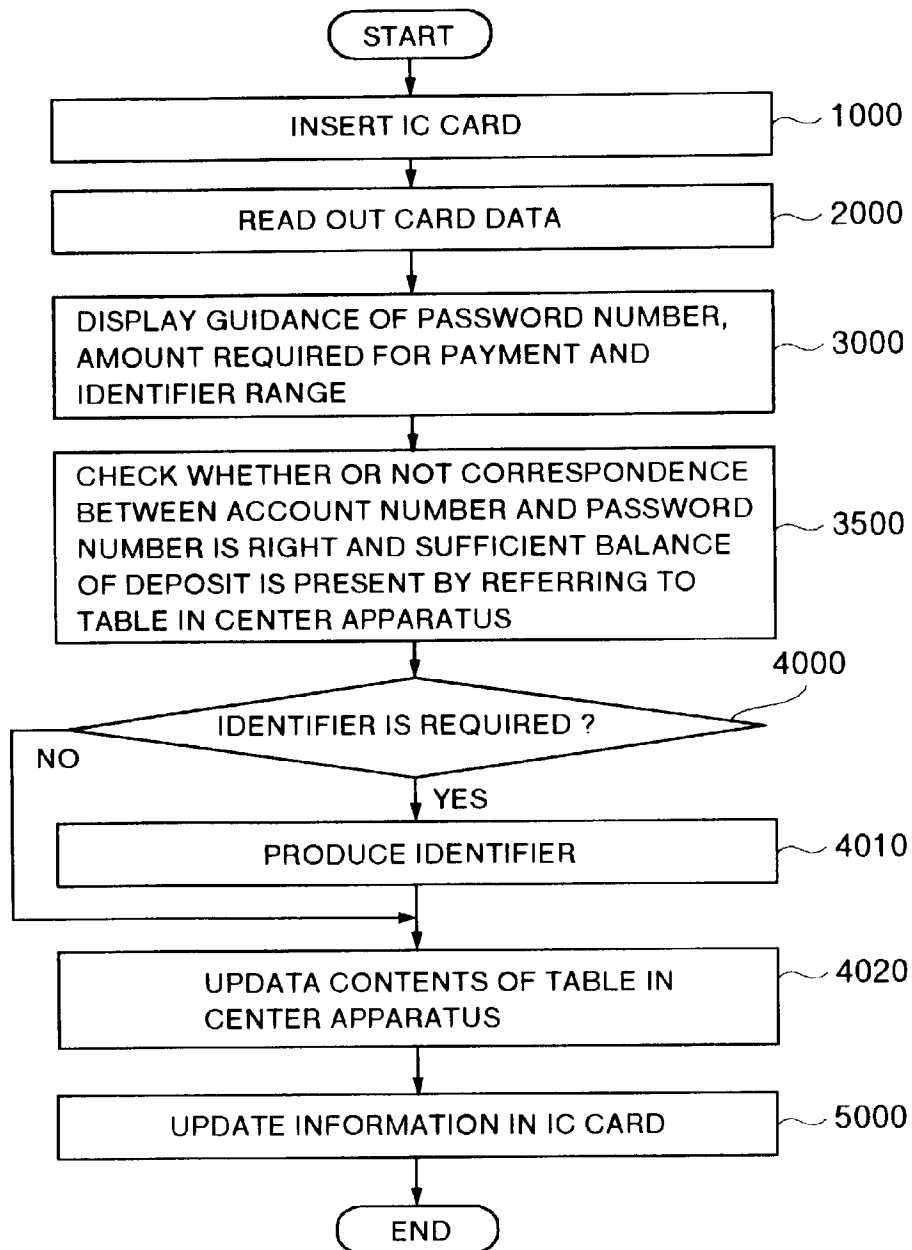 START
INSERT IC CARD
1000
READ OUT CARD DATA
2000
DISPLAY GUIDANCE OF PASSWORD NUMBER,
AMOUNT REQUIRED FOR PAYMENT AND
IDENTIFIER RANGE
3000
CHECK WHETHER OR NOT CORRESPONDENCE
BETWEEN ACCOUNT NUMBER AND PASSWORD
NUMBER IS RIGHT AND SUFFICIENT BALANCE
OF DEPOSIT IS PRESENT BY REFERRING TO
TABLE IN CENTER APPARATUS
3500
4000
IDENTIFIER IS REQUIRED ?
NO
YES
PRODUCE IDENTIFIER
4010
UPDATA CONTENTS OF TABLE IN
CENTER APPARATUS
4020
UPDATE INFORMATION IN IC CARD
5000
END